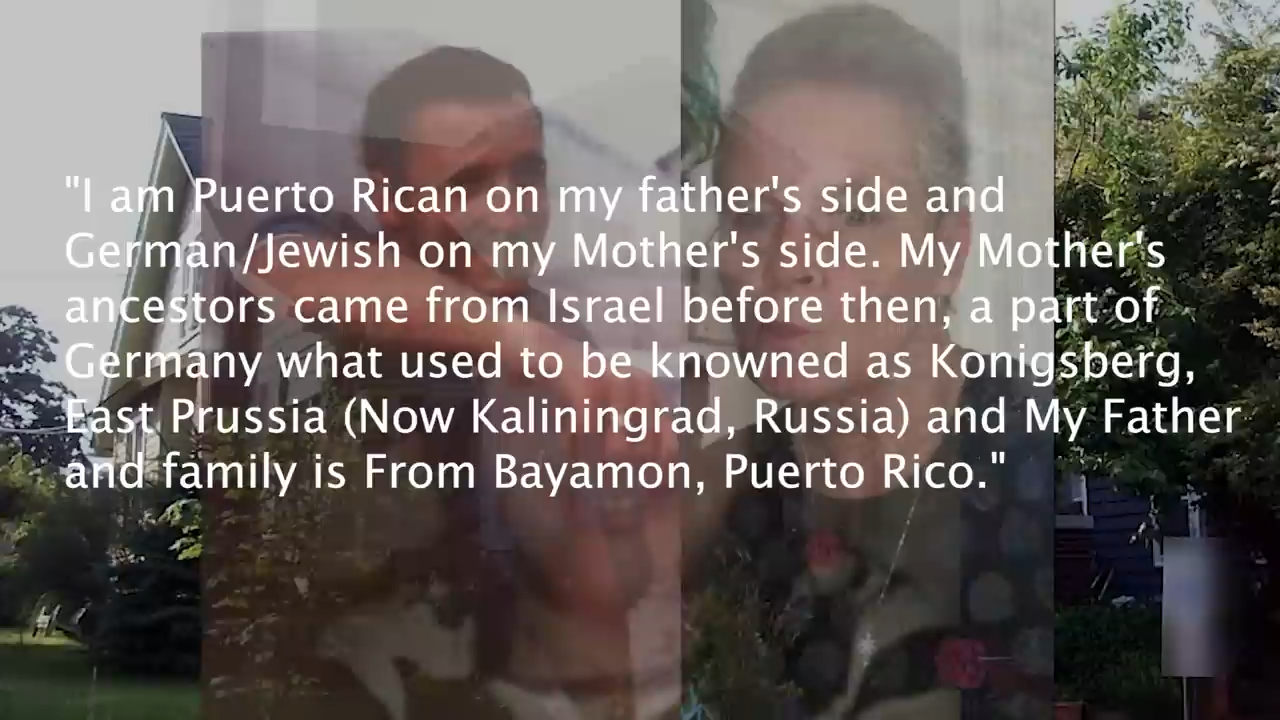 "I am Puerto Rican on my father's side and
German/Jewish on my Mother's side. My Mother's
ancestors came from Israel before then, a part of
Germany what used to be knowned as Konigsberg,
East Prussia (Now Kaliningrad, Russia) and My Father
and family is From Bayamon, Puerto Rico."